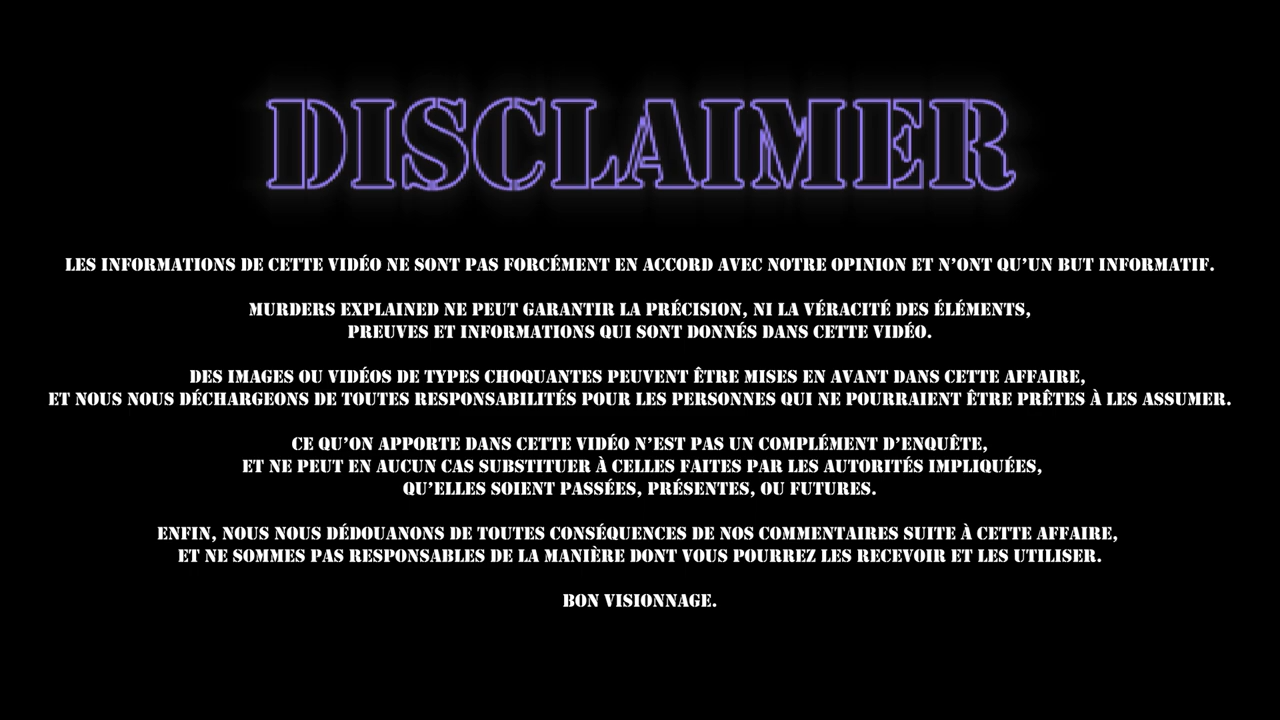 DISCLAIMER
LES INFORMATIONS DE CETTE VIDÉO NE SONT PAS FORCÉMENT EN ACCORD AVEC NOTRE OPINION ET N'ONT QU'UN BUT INFORMATIF.
MURDERS EXPLAINED NE PEUT GARANTIR LA PRÉCISION, NI LA VÉRACITÉ DES ÉLÉMENTS,
PREUVES ET INFORMATIONS QUI SONT DONNÉS DANS CETTE VIDÉO.
DES IMAGES OU VIDÉOS DE TYPES CHOQUANTES PEUVENT ÊTRE MISES EN AVANT DANS CETTE AFFAIRE,
ET NOUS NOUS DÉCHARGEONS DE TOUTES RESPONSABILITÉS POUR LES PERSONNES QUI NE POURRAIENT ÊTRE PRÊTES À LES ASSUMER.
CE QU'ON APPORTE DANS CETTE VIDÉO N'EST PAS UN COMPLÉMENT D'ENQUÊTE,
ET NE PEUT EN AUCUN CAS SUBSTITUER À CELLES FAITES PAR LES AUTORITÉS IMPLIQUÉES,
QU'ELLES SOIENT PASSÉES, PRÉSENTES, OU FUTURES.
ENFIN, NOUS NOUS DÉDOUANONS DE TOUTES CONSÉQUENCES DE NOS COMMENTAIRES SUITE À CETTE AFFAIRE,
ET NE SOMMES PAS RESPONSABLES DE LA MANIÈRE DONT VOUS POURREZ LES RECEVOIR ET LES UTILISER.
BON VISIONNAGE.